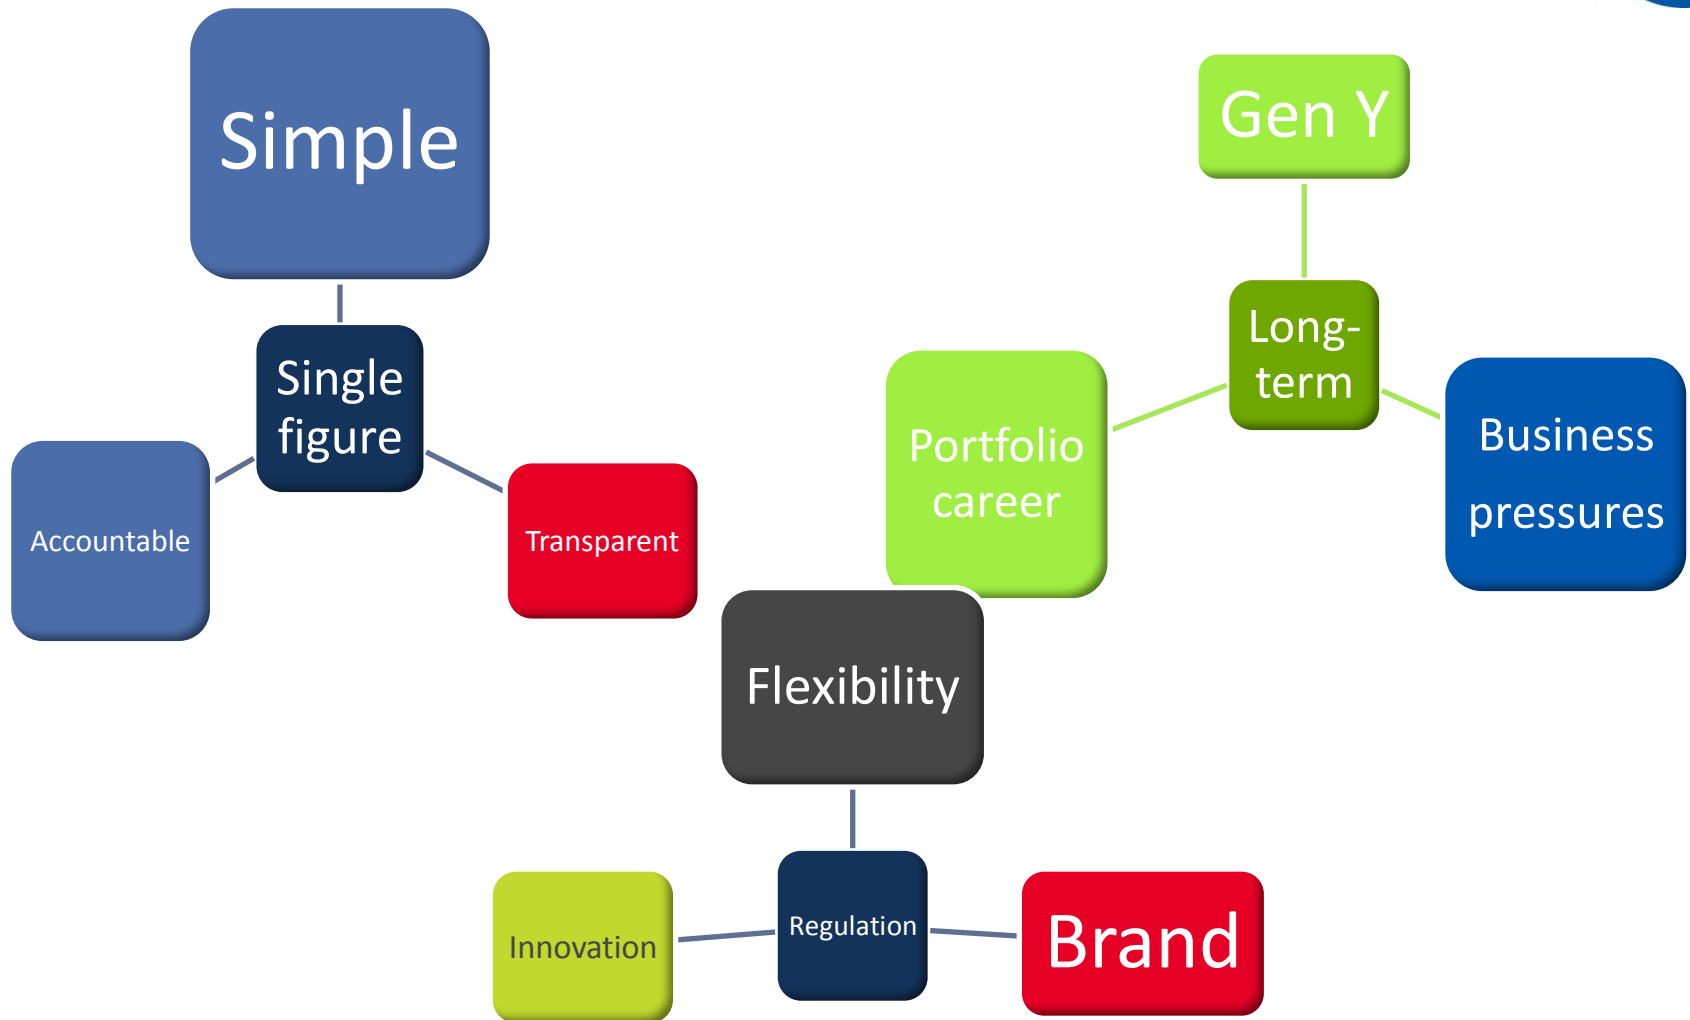 Simple
Single
figure
Accountable
Transparent
Gen Y
Long-
term
Portfolio
career
Business
pressures
Flexibility
Regulation
Innovation
Brand